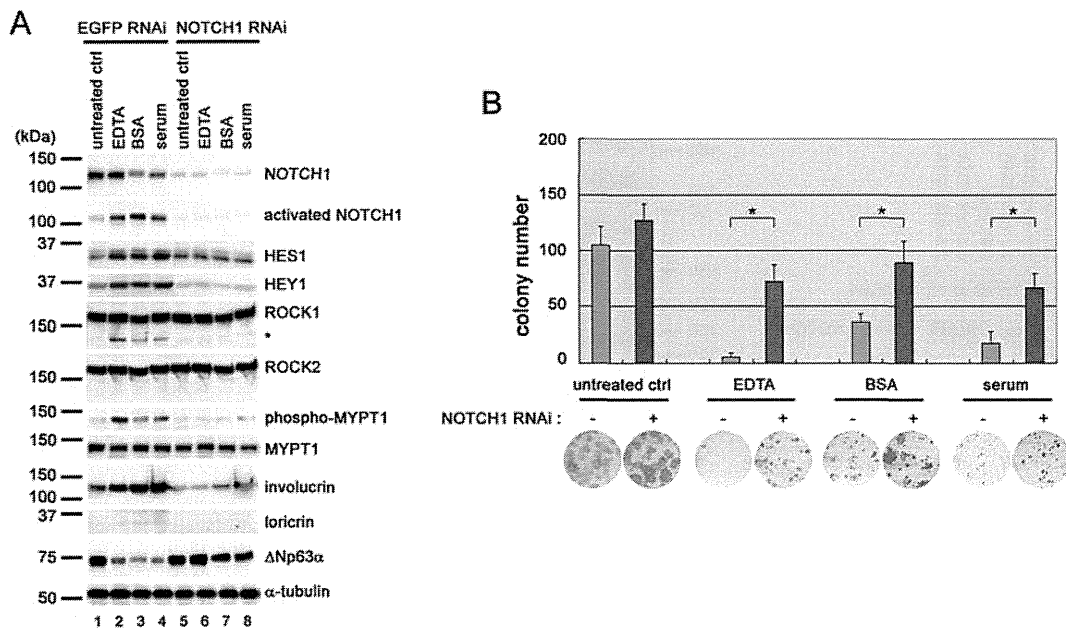 A
EGFP RNAi NOTCH1 RNAi
untreated ctrl
EDTA
BSA
serum
untreated ctrl
EDTA
BSA
serum
(kDa)
150
100
NOTCH1
100
activated NOTCH1
37
HES1
37
HEY1
ROCK1
150
*
ROCK2
150
150
phospho-MYPT1
150
MYPT1
150
involucrin
100
37
loricrin
75
ΔNp63α
α-tubulin
50
1 2 3 4 5 6 7 8
B
colony number
200
150
100
50
0
* * *
untreated ctrl EDTA BSA serum
NOTCH1 RNAi : - + - + - + - +